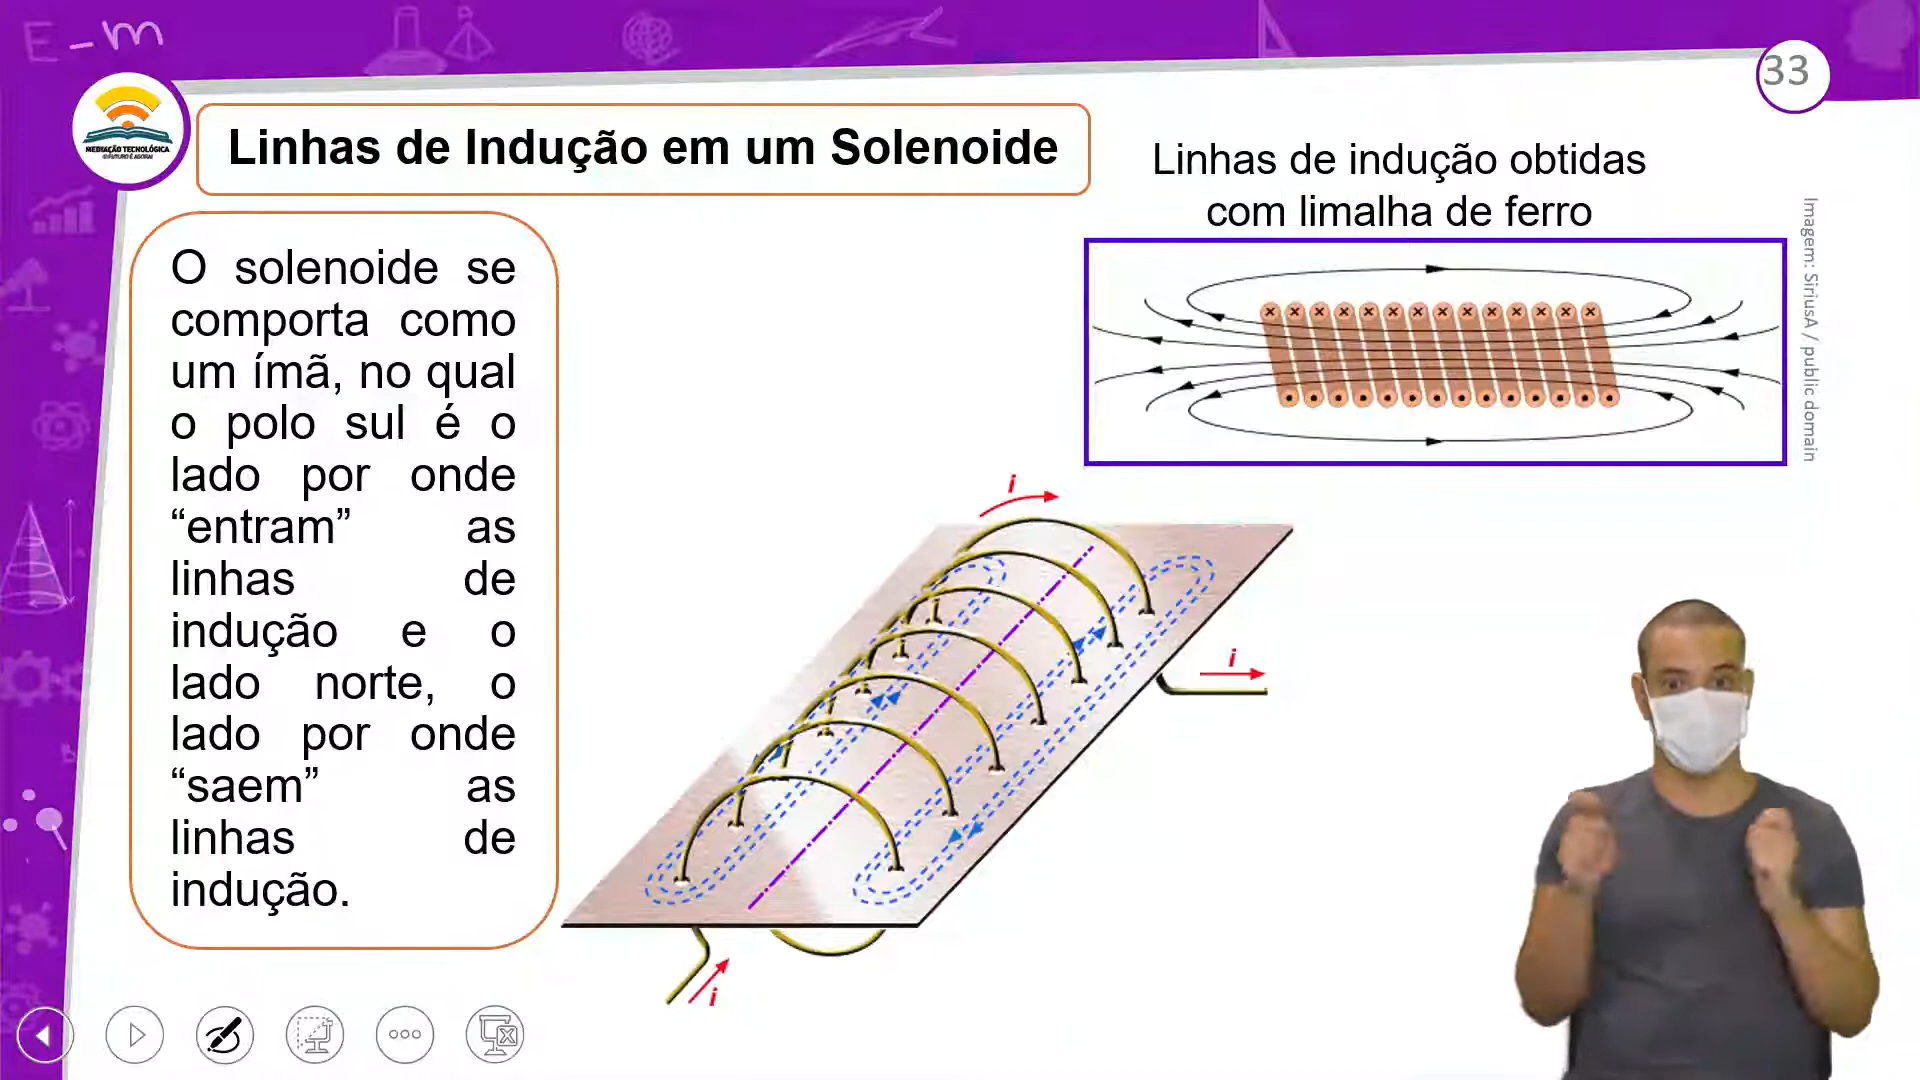 E-m
33
MEDIAÇÃO TECNOLÓGICA
Linhas de Indução em um Solenoide
Linhas de indução obtidas
com limalha de ferro
Imagem: SiriusA / public domain
O solenoide se
comporta como
um ímã, no qual
o polo sul é o
lado por onde
“entram” as
linhas de
indução e o
lado norte, o
lado por onde
“saem” as
linhas de
indução.
i
i
i